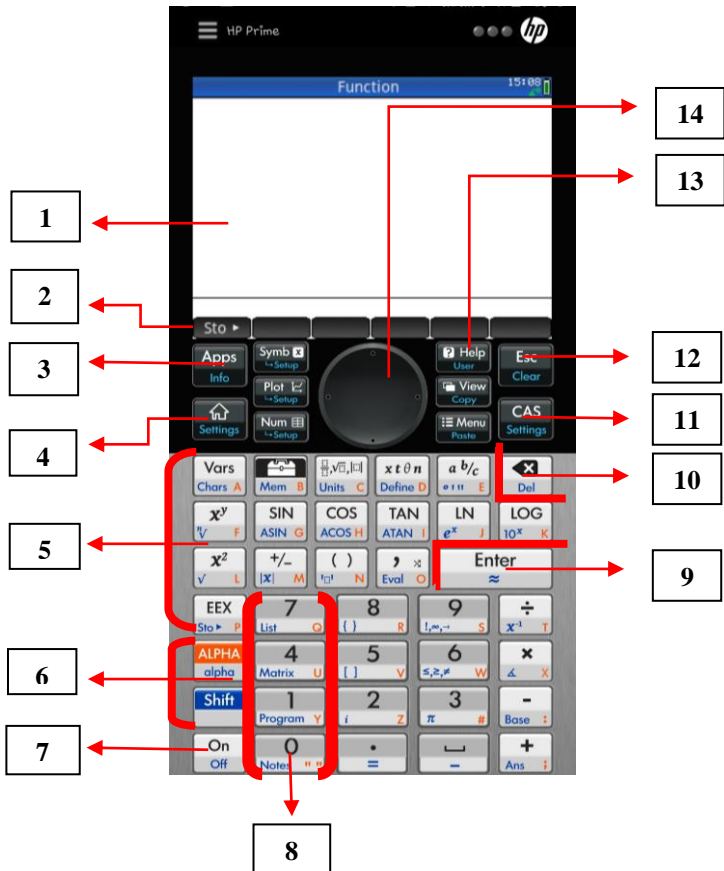 HP Prime
hp
Function
15:08
14
13
1
2
Sto ▸
Apps
Info
Symb
↪Setup
? Help
User
Esc
Clear
3
12
Plot
↪Setup
View
Copy
Settings
Num
↪Setup
Menu
Paste
CAS
Settings
4
11
Vars
Chars A
Mem B
Units C
x t θ n
Define D
a b/c
E
Del
10
xʸ
F
SIN
ASIN G
COS
ACOS H
TAN
ATAN I
LN
eˣ J
LOG
10ˣ K
5
x²
√ L
+/-
|X| M
( )
N
,
Eval O
Enter
≈
9
EEX
Sto ▸ P
7
List Q
8
{ } R
9
!,∞,→ S
÷
x⁻¹ T
ALPHA
alpha
4
Matrix U
5
[ ] V
6
≤,≥,≠ W
×
∡ X
6
Shift
1
Program Y
2
i Z
3
π #
-
Base :
7
On
Off
0
Notes " "
.
=
_
+
Ans ;
8